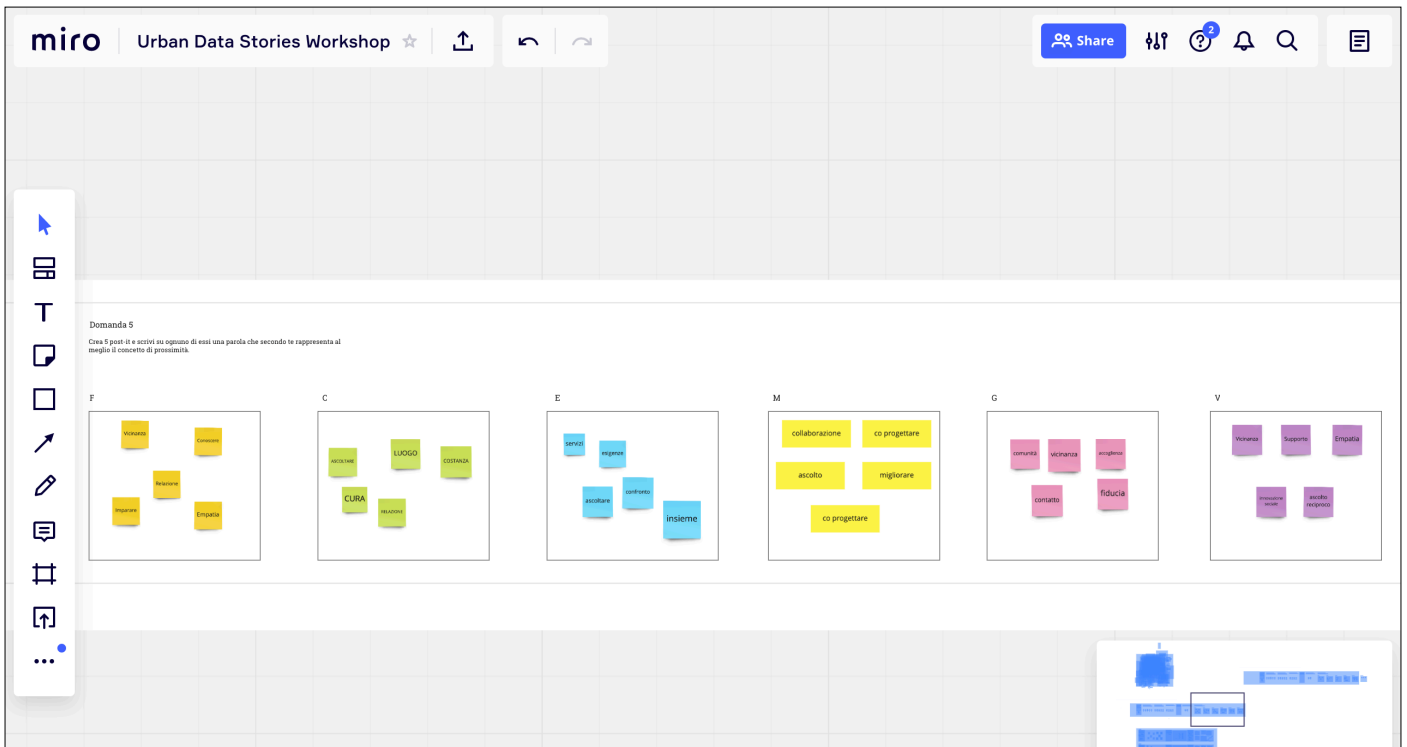 miro
Urban Data Stories Workshop
Share
2
Domanda 5
Crea 5 post-it e scrivi su ognuno di essi una parola che secondo te rappresenta al
meglio il concetto di prossimità.
F
Vicinanza
Conoscere
Relazione
Imparare
Empatia
C
ASCOLTARE
LUOGO
COSTANZA
CURA
RELAZIONE
E
servizi
esigenze
ascoltare
confronto
insieme
M
collaborazione
co progettare
ascolto
migliorare
co progettare
G
comunità
vicinanza
accoglienza
contatto
fiducia
V
Vicinanza
Supporto
Empatia
Innovazione
sociale
ascolto
reciproco